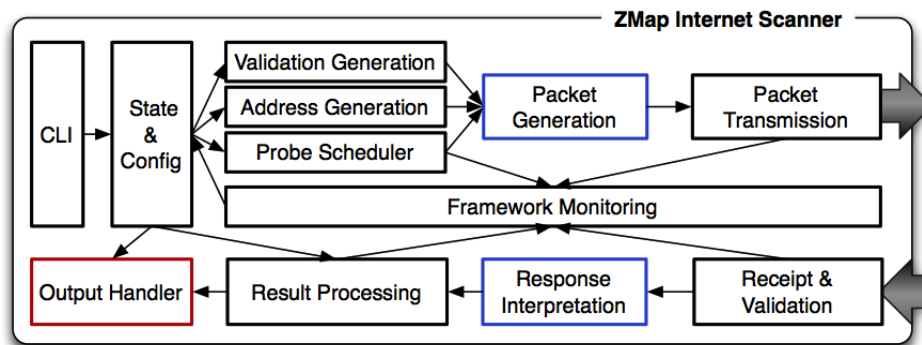 ZMap Internet Scanner
CLI
State
&
Config
Validation Generation
Address Generation
Probe Scheduler
Packet
Generation
Packet
Transmission
Framework Monitoring
Output Handler
Result Processing
Response
Interpretation
Receipt &
Validation